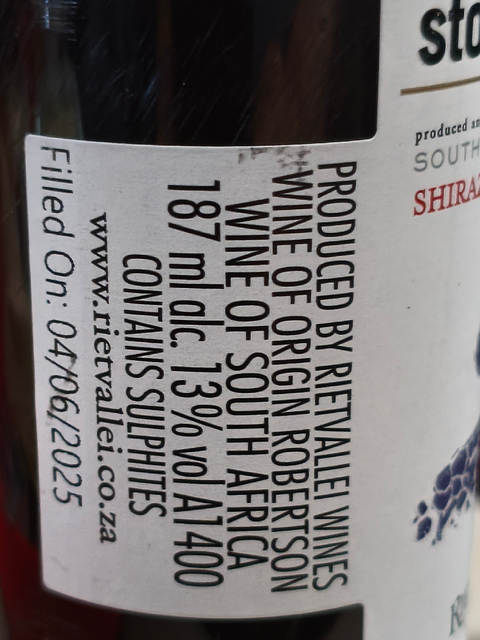 PRODUCED BY RIETVALLEI WINES
WINE OF ORIGIN ROBERTSON
WINE OF SOUTH AFRICA
187 ml alc. 13% vol A1400
CONTAINS SULPHITES
www.rietvallei.co.za
Filled On: 04/06/2025
produced
SOUTH
SHIRAZ